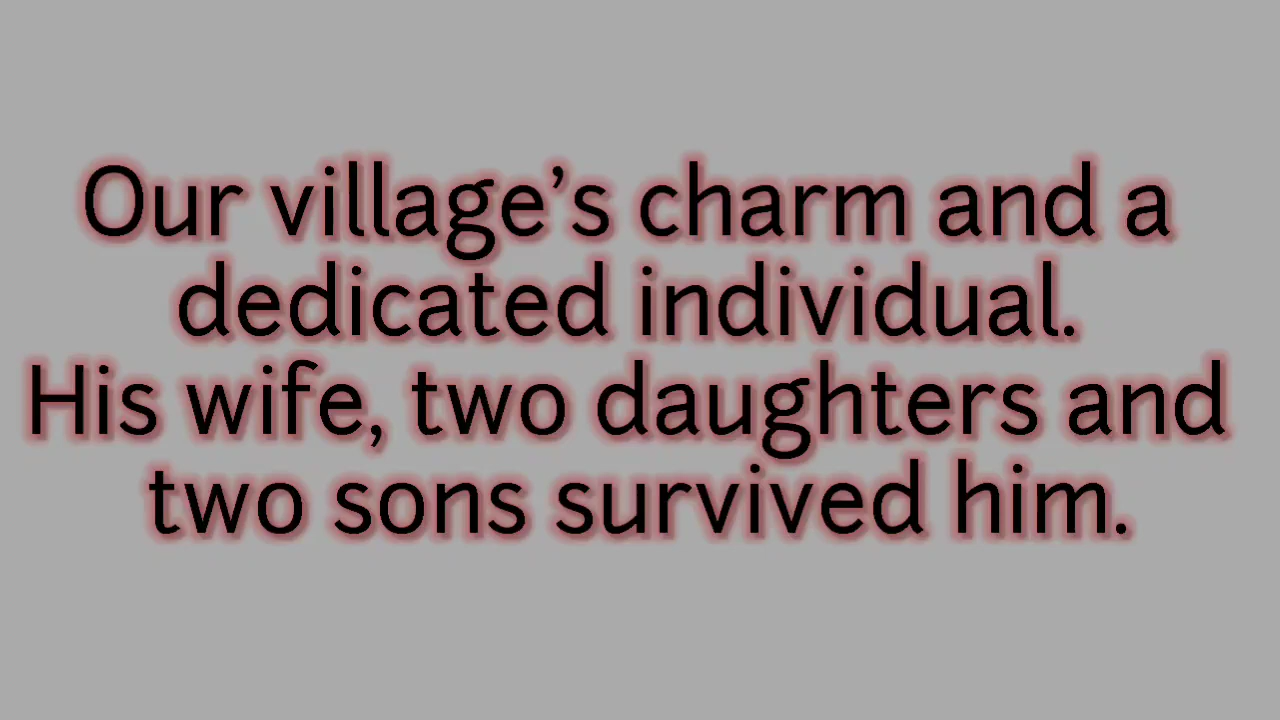 Our village’s charm and a
dedicated individual.
His wife, two daughters and
two sons survived him.